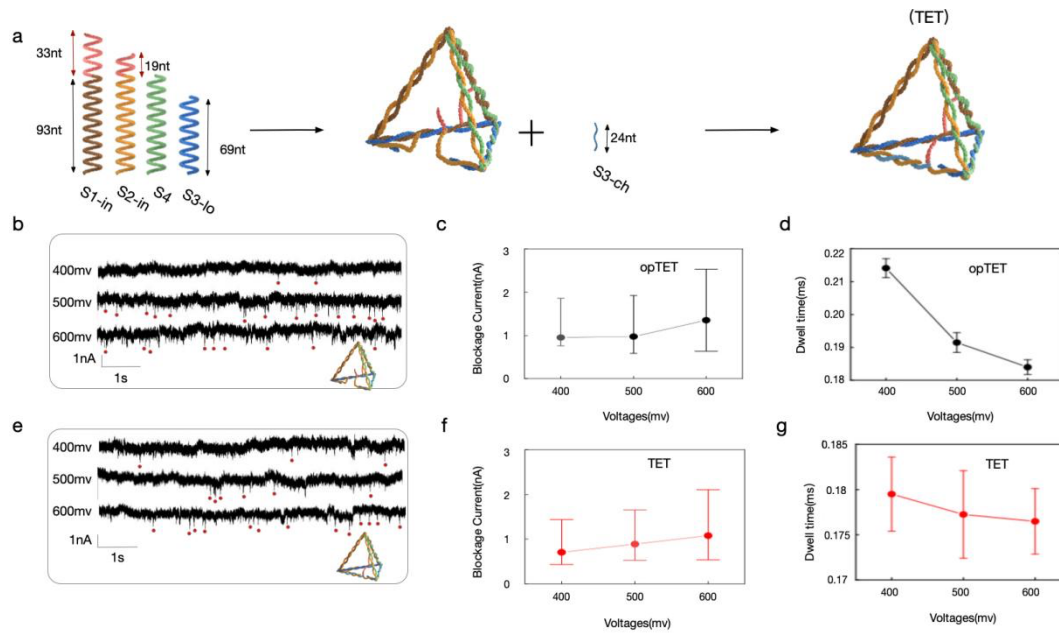 a
33nt
19nt
93nt
69nt
S1-in
S2-in
S4
S3-lo
24nt
S3-ch
(TET)
b
400mv
500mv
600mv
1nA
1s
c
3
2
1
0
Blockage Current(nA)
opTET
400
500
600
Voltages(mv)
d
0.22
0.21
0.20
0.19
0.18
Dwell time(ms)
opTET
400
500
600
Voltages(mv)
e
400mv
500mv
600mv
1nA
1s
f
3
2
1
0
Blockage Current(nA)
TET
400
500
600
Voltages(mv)
g
0.185
0.18
0.175
0.17
Dwell time(ms)
TET
400
500
600
Voltages(mv)